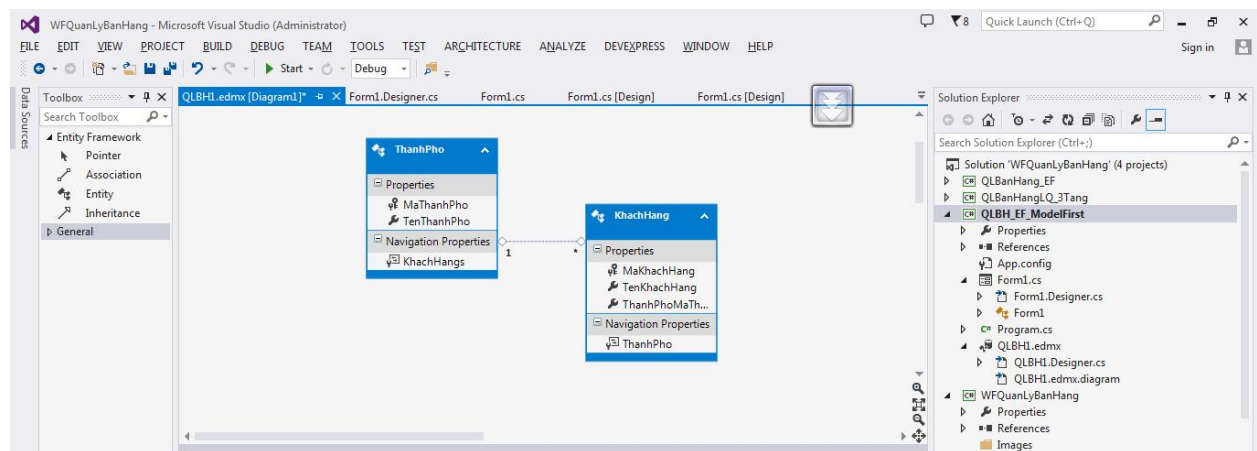 WFQuanLyBanHang - Microsoft Visual Studio (Administrator)
8
Quick Launch (Ctrl+Q)
FILE EDIT VIEW PROJECT BUILD DEBUG TEAM TOOLS TEST ARCHITECTURE ANALYZE DEVEXPRESS WINDOW HELP
Sign in
Start
Debug
Data Sources
Toolbox
Search Toolbox
Entity Framework
Pointer
Association
Entity
Inheritance
General
QLBH1.edmx [Diagram1]* Form1.Designer.cs Form1.cs Form1.cs [Design] Form1.cs [Design]
ThanhPho
Properties
MaThanhPho
TenThanhPho
Navigation Properties
KhachHangs
1
*
KhachHang
Properties
MaKhachHang
TenKhachHang
ThanhPhoMaTh...
Navigation Properties
ThanhPho
Solution Explorer
Search Solution Explorer (Ctrl+;)
Solution 'WFQuanLyBanHang' (4 projects)
C# QLBanHang_EF
C# QLBanHangLQ_3Tang
C# QLBH_EF_ModelFirst
Properties
References
App.config
Form1.cs
Form1.Designer.cs
Form1
C# Program.cs
QLBH1.edmx
QLBH1.Designer.cs
QLBH1.edmx.diagram
C# WFQuanLyBanHang
Properties
References
Images